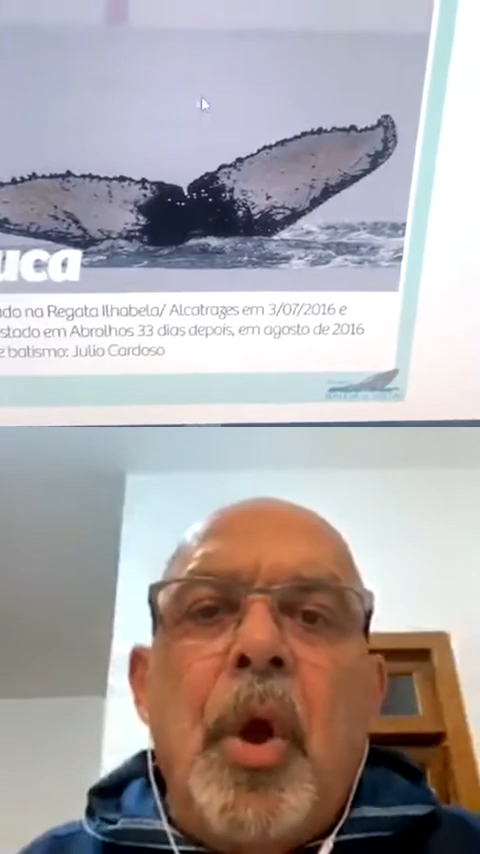 uca
do na Regata Ilhabela/ Alcatrazes em 3/07/2016 e
stado em Abrolhos 33 dias depois, em agosto de 2016
e batismo: Julio Cardoso